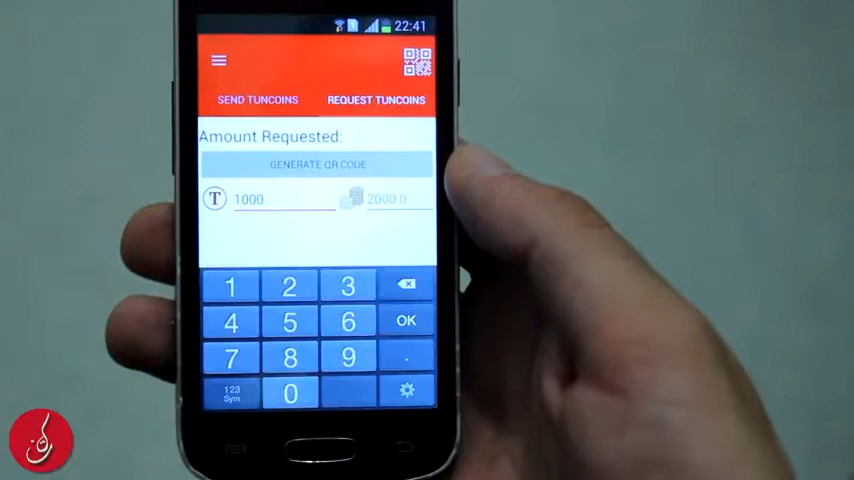 22:41
SEND TUNCOINS REQUEST TUNCOINS
Amount Requested:
GENERATE QR CODE
T 1000 2000.0
1 2 3
4 5 6 OK
7 8 9 .
123
Sym
0